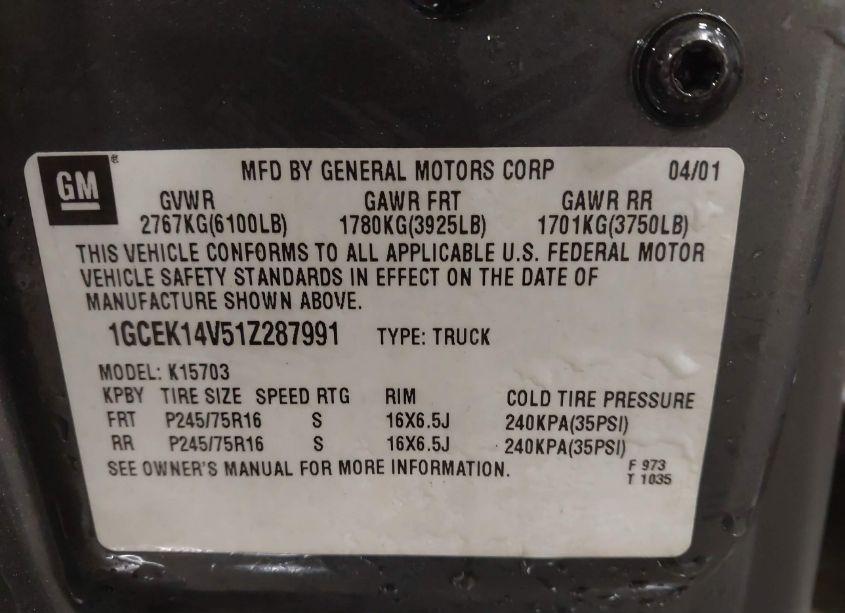 GM ® MFD BY GENERAL MOTORS CORP 04/01
GVWR GAWR FRT GAWR RR
2767KG(6100LB) 1780KG(3925LB) 1701KG(3750LB)
THIS VEHICLE CONFORMS TO ALL APPLICABLE U.S. FEDERAL MOTOR
VEHICLE SAFETY STANDARDS IN EFFECT ON THE DATE OF
MANUFACTURE SHOWN ABOVE.
1GCEK14V51Z287991 TYPE: TRUCK
MODEL: K15703
KPBY TIRE SIZE SPEED RTG RIM COLD TIRE PRESSURE
FRT P245/75R16 S 16X6.5J 240KPA(35PSI)
RR P245/75R16 S 16X6.5J 240KPA(35PSI)
SEE OWNER'S MANUAL FOR MORE INFORMATION. F 973
T 1035